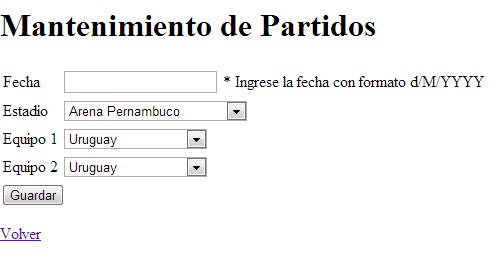 Mantenimiento de Partidos
Fecha * Ingrese la fecha con formato d/M/YYYY
Estadio Arena Pernambuco
Equipo 1 Uruguay
Equipo 2 Uruguay
Guardar
Volver